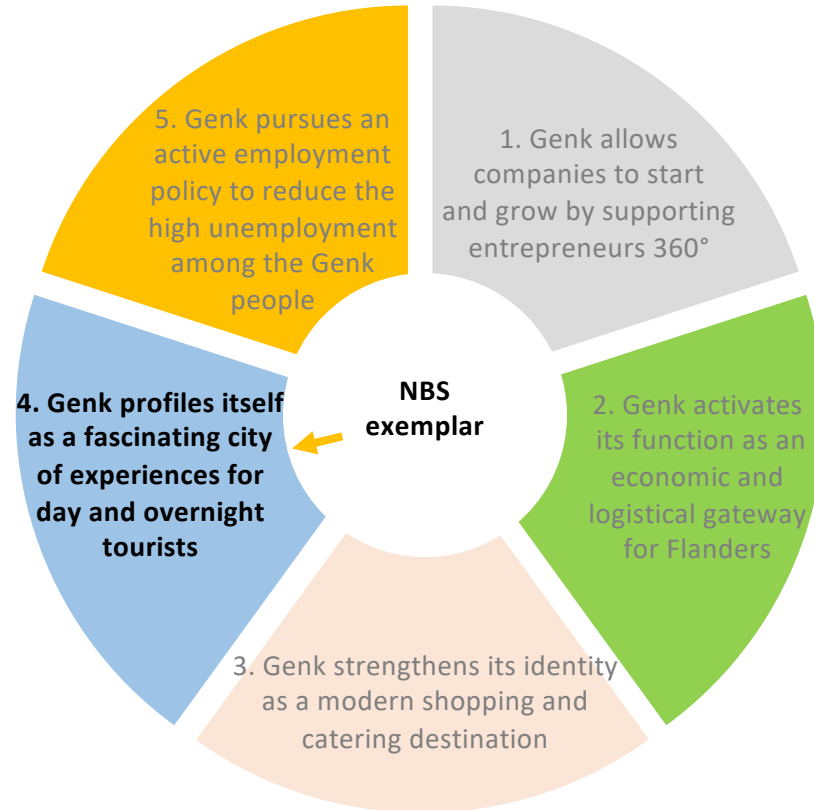 1. Genk allows
companies to start
and grow by supporting
entrepreneurs 360°
2. Genk activates
its function as an
economic and
logistical gateway
for Flanders
3. Genk strengthens its identity
as a modern shopping and
catering destination
4. Genk profiles itself
as a fascinating city
of experiences for
day and overnight
tourists
5. Genk pursues an
active employment
policy to reduce the
high unemployment
among the Genk
people
NBS
exemplar